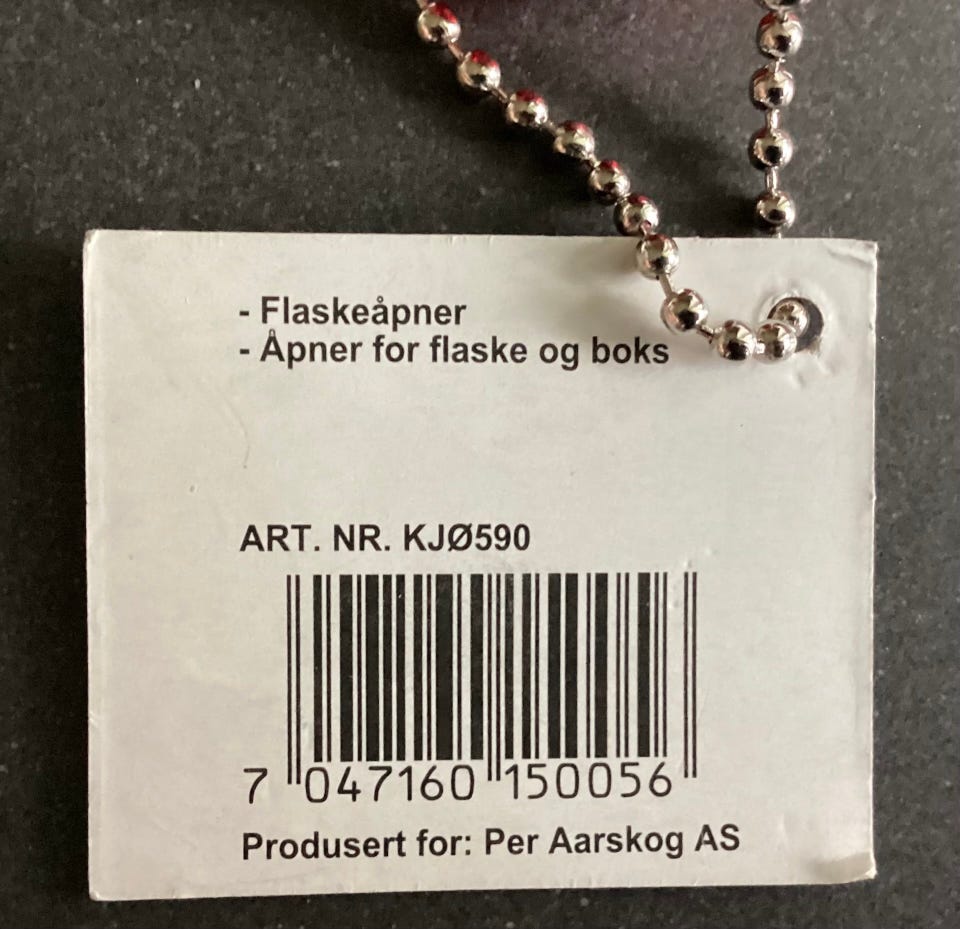 - Flaskeåpner
- Åpner for flaske og boks
ART. NR. KJØ590
7 047160 150056
Produsert for: Per Aarskog AS